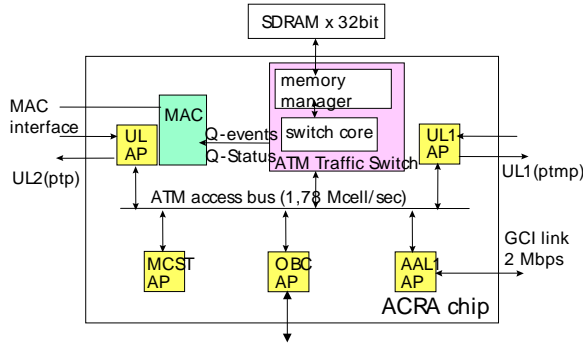 SDRAM x 32bit
memory
manager
MAC
interface
MAC
UL
AP
Q-events
switch core
UL1
AP
Q-Status
ATM Traffic Switch
UL2(ptp)
UL1(ptmp)
ATM access bus (1,78 Mcell/sec)
GCI link
2 Mbps
MCST
AP
OBC
AP
AAL1
AP
ACRA chip